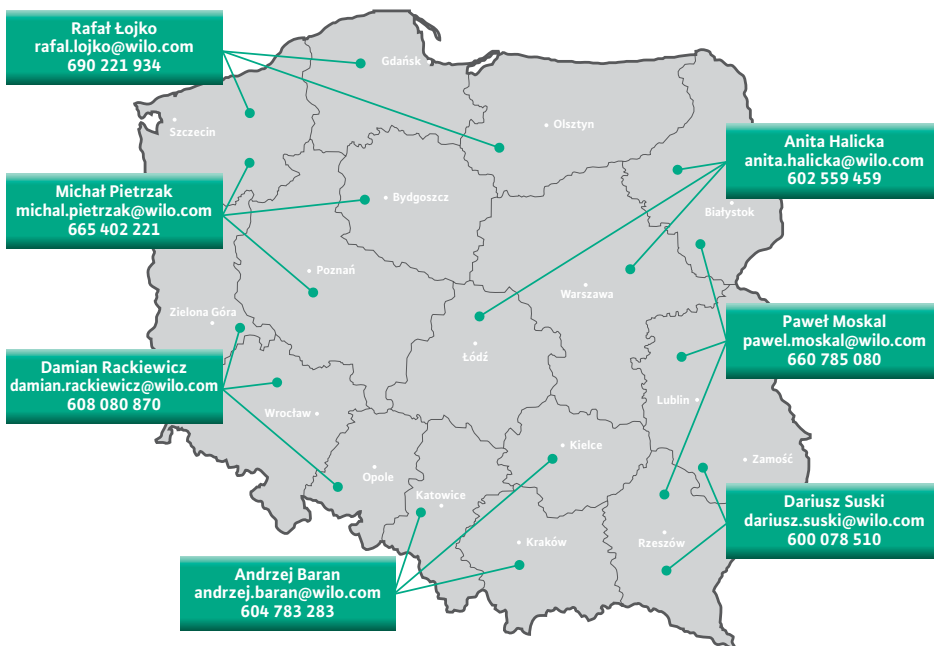 Rafał Łojko
rafal.lojko@wilo.com
690 221 934
Gdańsk
Szczecin
Olsztyn
Anita Halicka
anita.halicka@wilo.com
602 559 459
Michał Pietrzak
michal.pietrzak@wilo.com
665 402 221
Bydgoszcz
Białystok
Poznań
Warszawa
Zielona Góra
Paweł Moskal
pawel.moskal@wilo.com
660 785 080
Łódź
Damian Rackiewicz
damian.rackiewicz@wilo.com
608 080 870
Lublin
Wrocław
Kielce
Zamość
Opole
Katowice
Dariusz Suski
dariusz.suski@wilo.com
600 078 510
Kraków
Rzeszów
Andrzej Baran
andrzej.baran@wilo.com
604 783 283